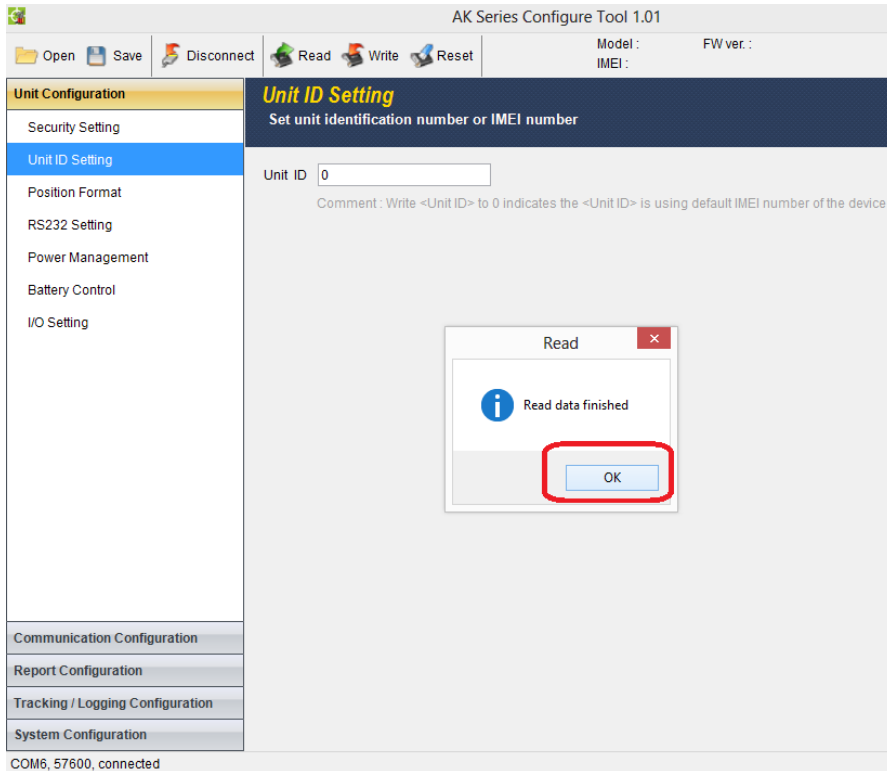 AK Series Configure Tool 1.01
Open Save Disconnect Read Write Reset Model : FW ver. :
IMEI :
Unit Configuration
Security Setting
Unit ID Setting
Position Format
RS232 Setting
Power Management
Battery Control
I/O Setting
Communication Configuration
Report Configuration
Tracking / Logging Configuration
System Configuration
Unit ID Setting
Set unit identification number or IMEI number
Unit ID 0
Comment : Write <Unit ID> to 0 indicates the <Unit ID> is using default IMEI number of the device
Read
Read data finished
OK
COM6, 57600, connected